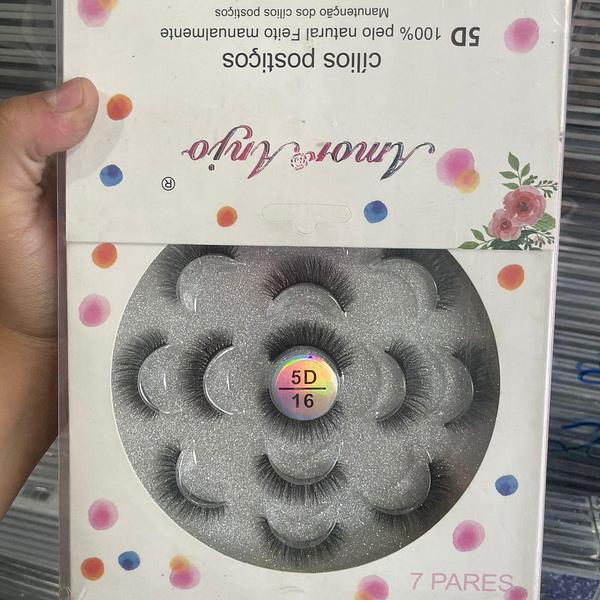 Amor Anjo
®
cílios postiços
5D 100% pelo natural Feito manualmente
Manutenção dos cílios postiços
5D
16
7 PARES